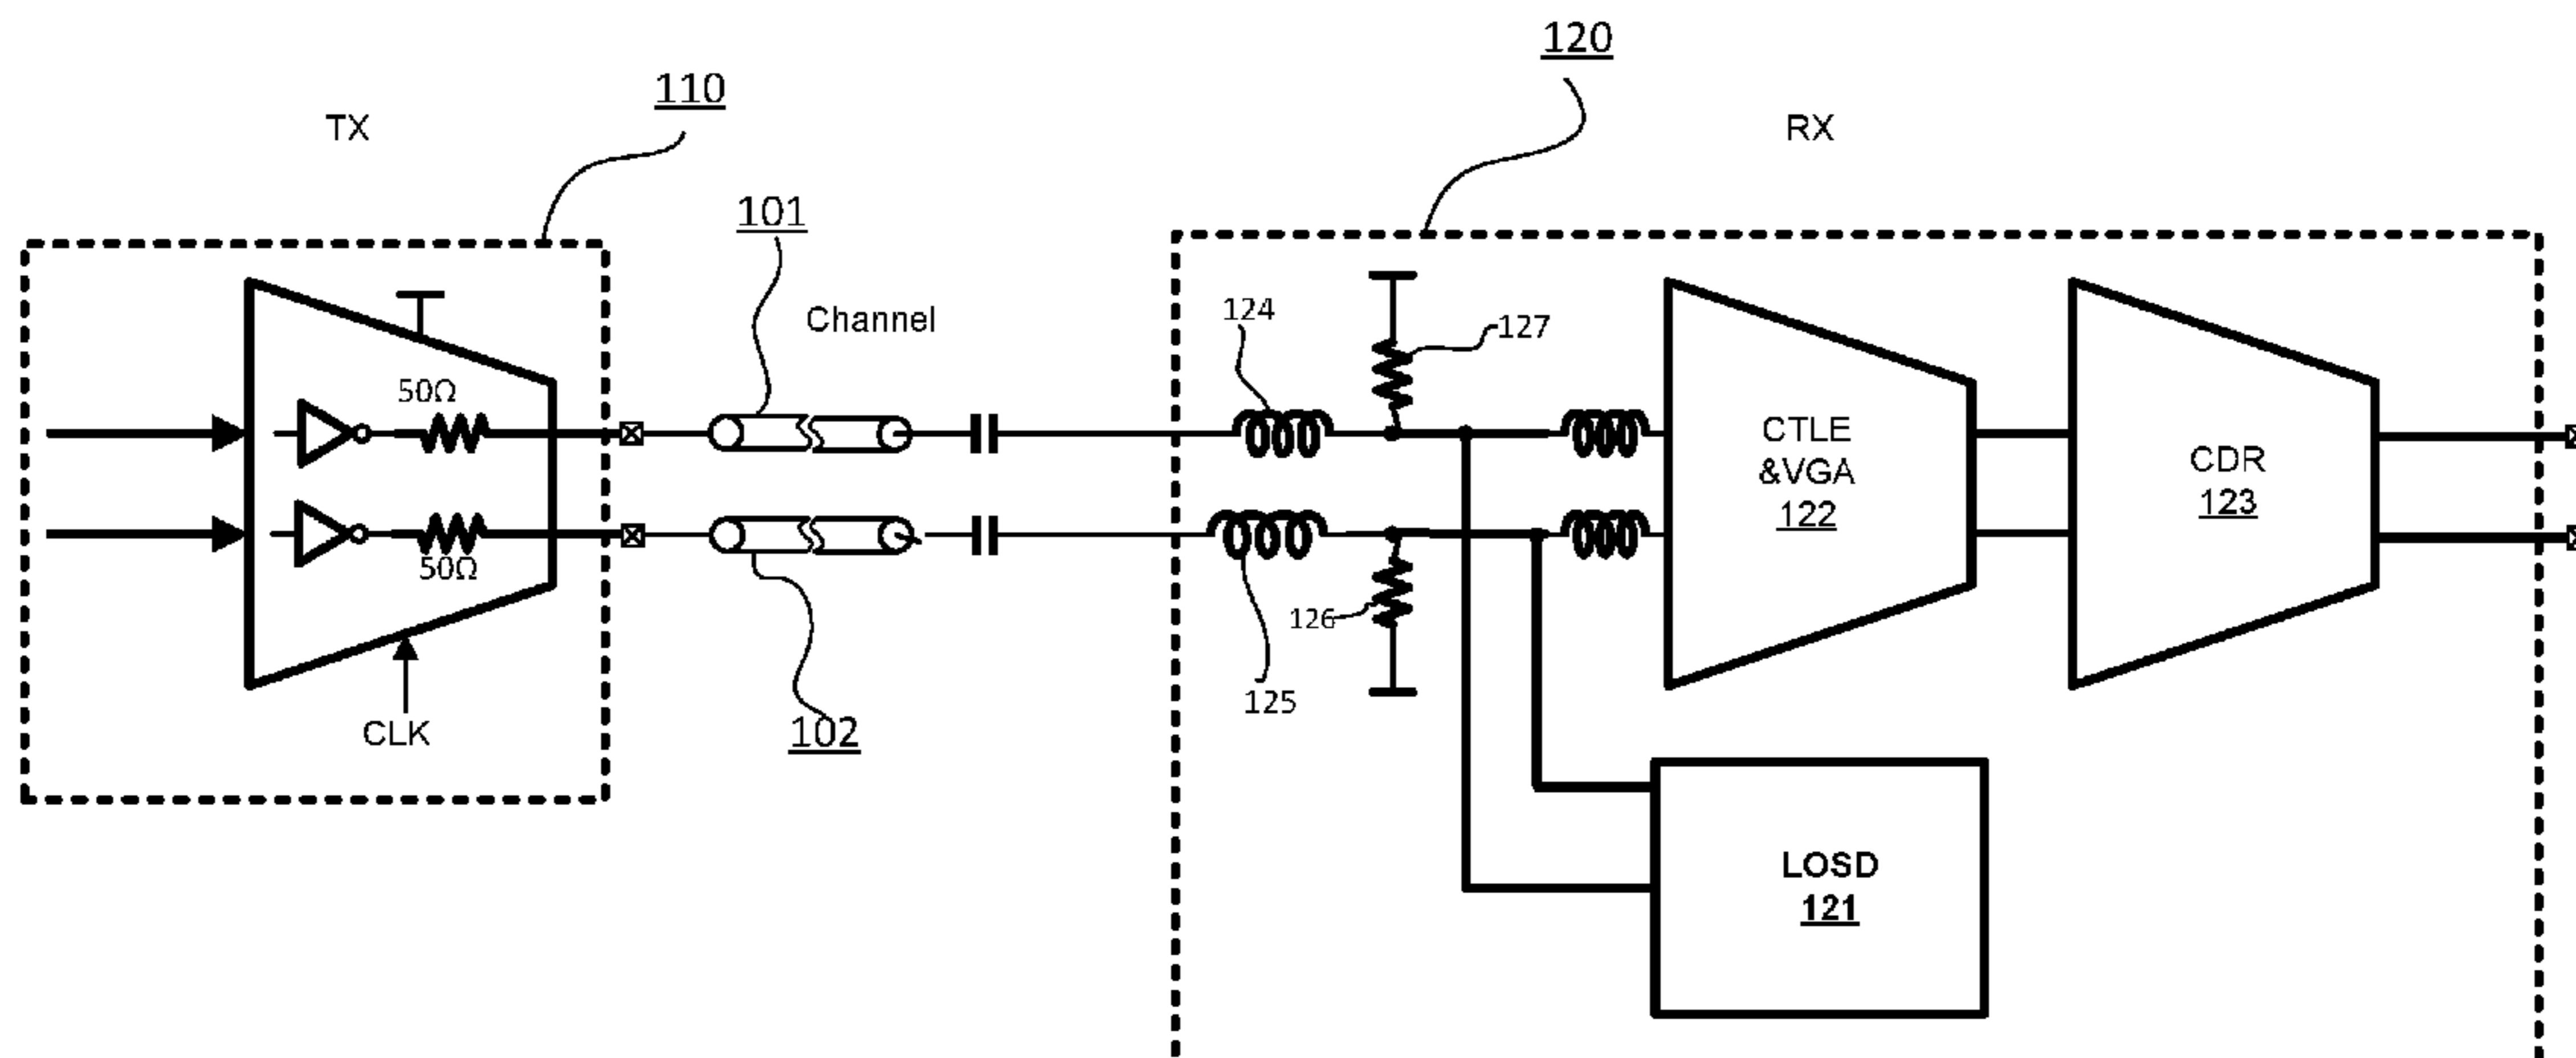 120
110
TX
RX
101
124
Channel
127
50Ω
CTLE
&VGA
122
CDR
123
50Ω
126
125
102
CLK
LOSD
121